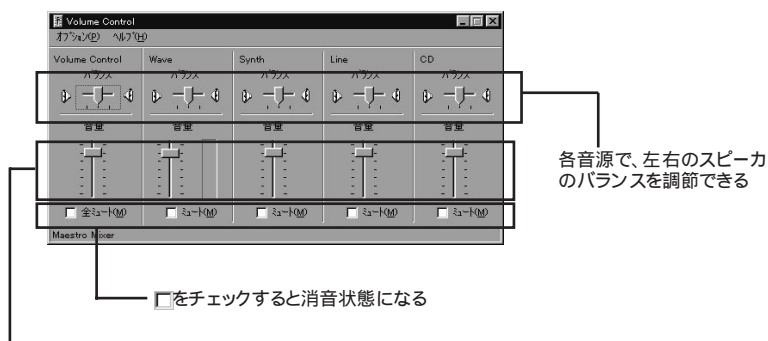 Volume Control
オプション(P) ヘルプ(H)
Volume Control Wave Synth Line CD
バランス バランス バランス バランス バランス
音量 音量 音量 音量 音量
全ミュート(M) ミュート(M) ミュート(M) ミュート(M) ミュート(M)
Maestro Mixer
各音源で、左右のスピーカ
のバランスを調節できる
□をチェックすると消音状態になる